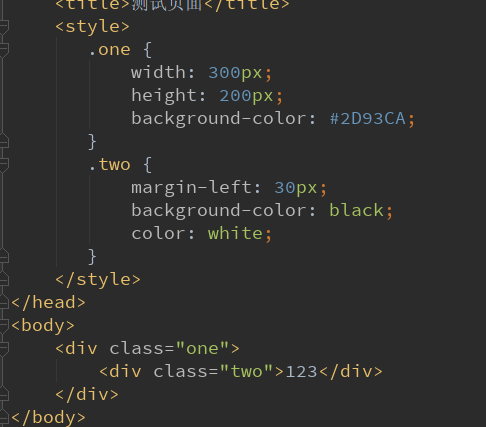 <title>测试页面</title>
<style>
.one {
width: 300px;
height: 200px;
background-color: #2D93CA;
}
.two {
margin-left: 30px;
background-color: black;
color: white;
}
</style>
</head>
<body>
<div class="one">
<div class="two">123</div>
</div>
</body>